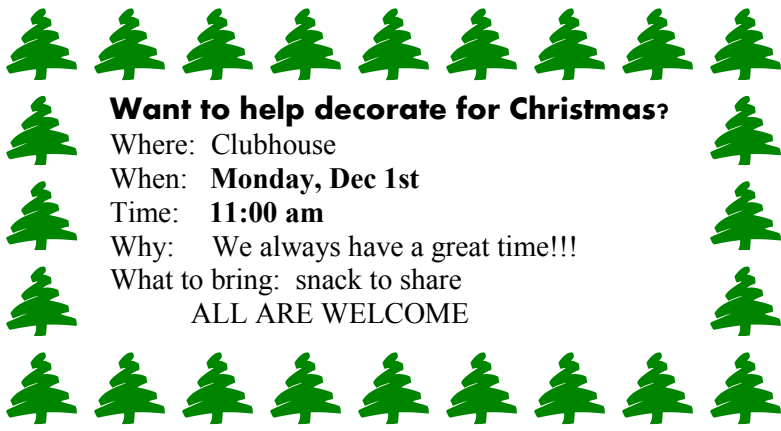 Want to help decorate for Christmas?
Where: Clubhouse
When: Monday, Dec 1st
Time: 11:00 am
Why: We always have a great time!!!
What to bring: snack to share
ALL ARE WELCOME